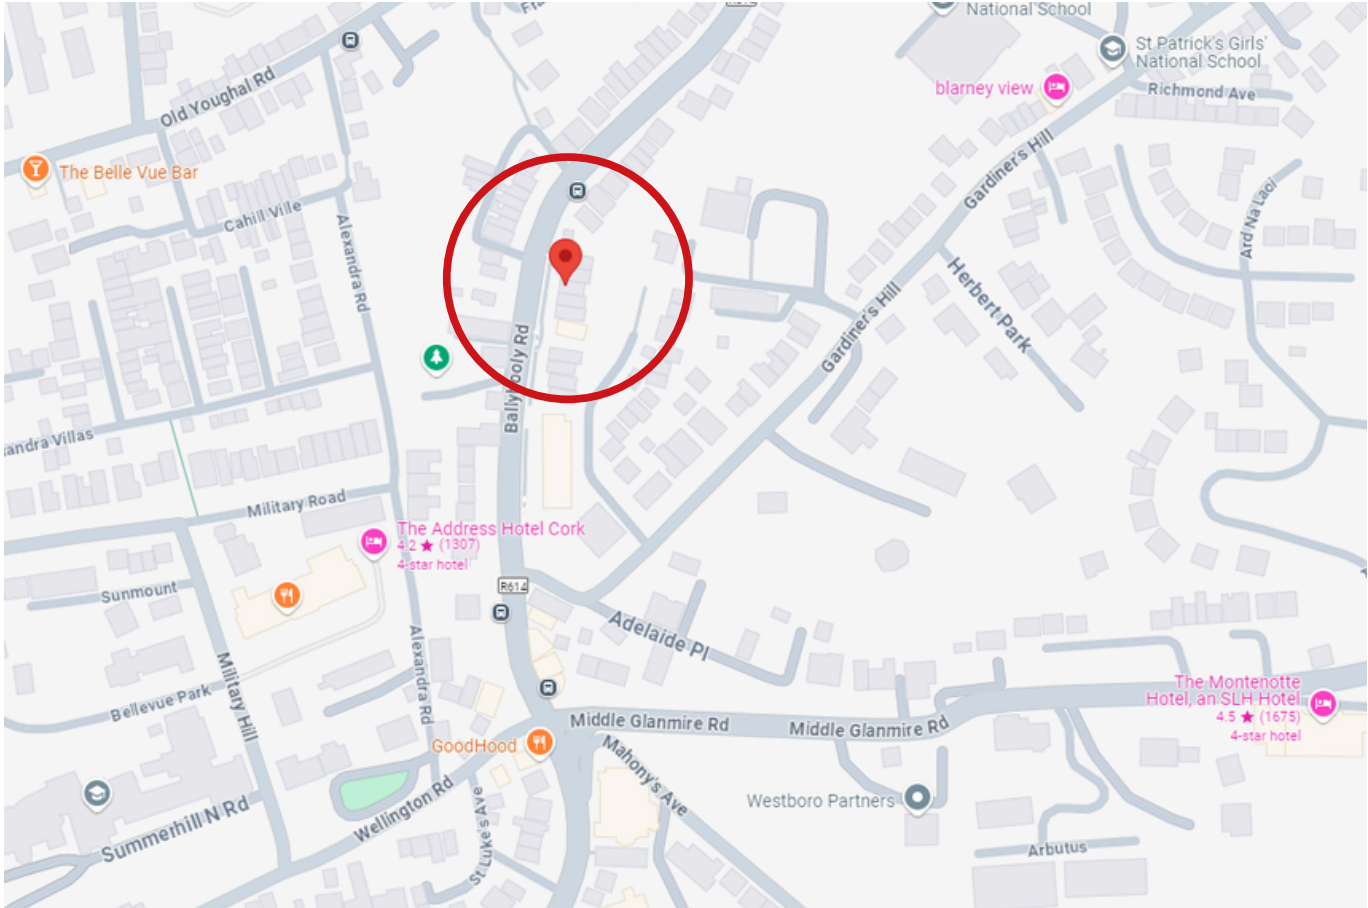 National School
St Patrick's Girls'
National School
blarney view
Richmond Ave
Old Youghal Rd
The Belle Vue Bar
Gardiner's Hill
Cahill Ville
Alexandra Rd
Ard Na Laoi
Herbert Park
Gardiner's Hill
andra Villas
Military Road
The Address Hotel Cork
4.2 ★ (1307)
4-star hotel
R614
Sunmount
Adelaide Pl
Bellevue Park
Military Hill
Alexandra Rd
The Montenotte
Hotel, an SLH Hotel
4.5 ★ (1675)
4-star hotel
Middle Glanmire Rd
Middle Glanmire Rd
GoodHood
Mahony's Ave
Westboro Partners
Summerhill N Rd
Wellington Rd
St Luke's Ave
Arbutus